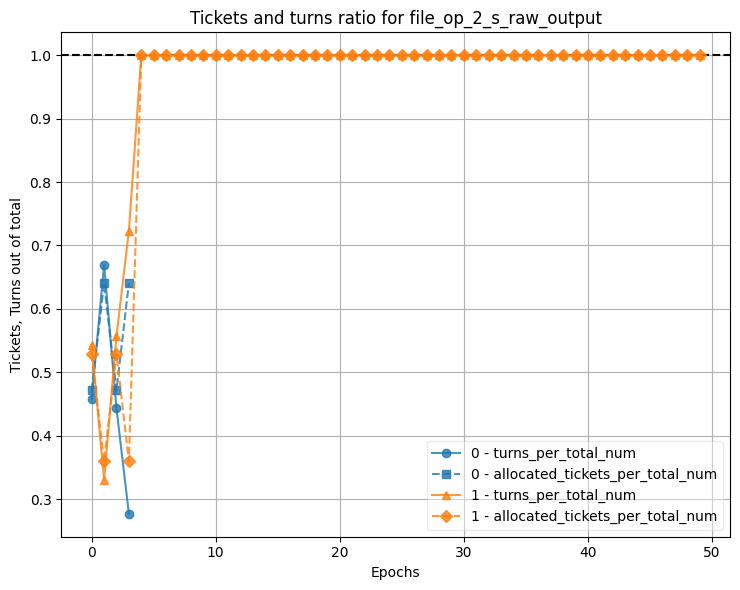 Tickets and turns ratio for file_op_2_s_raw_output
Tickets, Turns out of total
1.0
0.9
0.8
0.7
0.6
0.5
0.4
0.3
0 - turns_per_total_num
0 - allocated_tickets_per_total_num
1 - turns_per_total_num
1 - allocated_tickets_per_total_num
0 10 20 30 40 50
Epochs